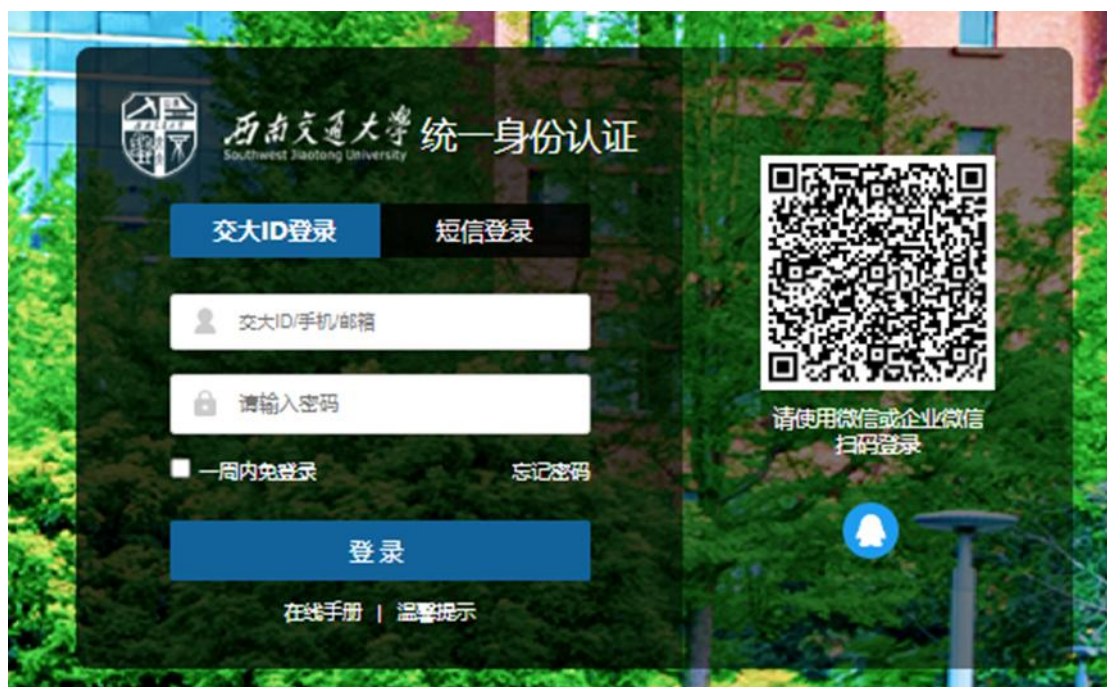 西南交通大學 统一身份认证
Southwest Jiaotong University
交大ID登录 短信登录
交大ID/手机/邮箱
请输入密码
一周内免登录 忘记密码
登 录
在线手册 | 温馨提示
请使用微信或企业微信
扫码登录